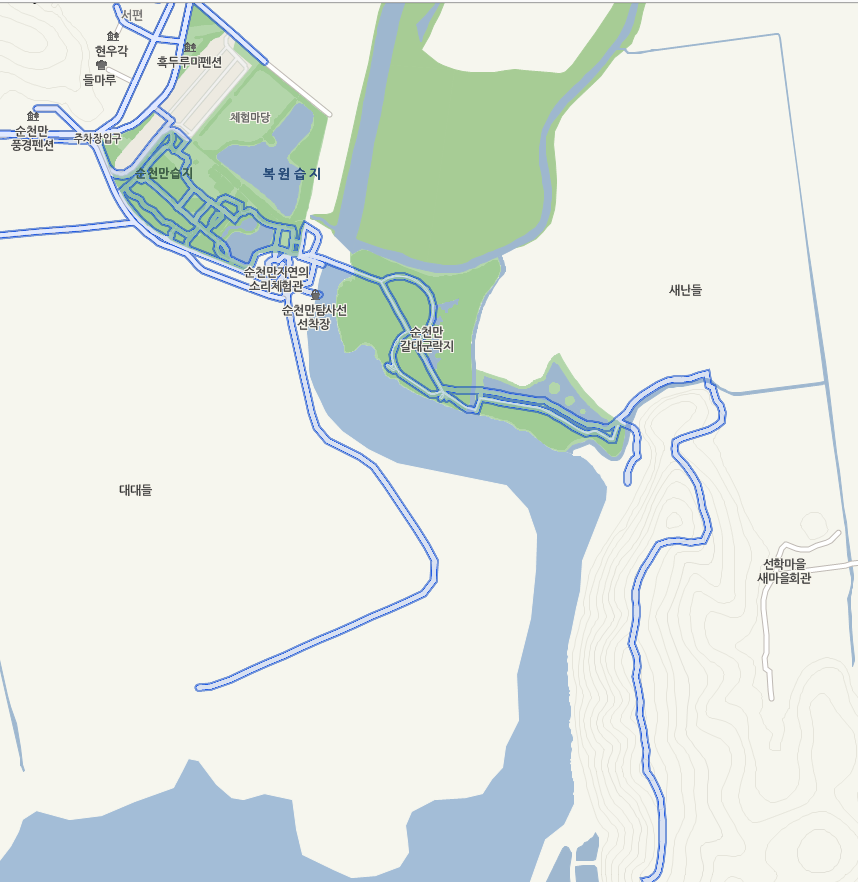 서편
현우각
들마루
흑두루미펜션
체험마당
순천만
풍경펜션
주차장입구
순천만습지
복원습지
순천만자연의
소리체험관
순천만탐사선
선착장
새난들
순천만
갈대군락지
대대들
선학마을
새마을회관